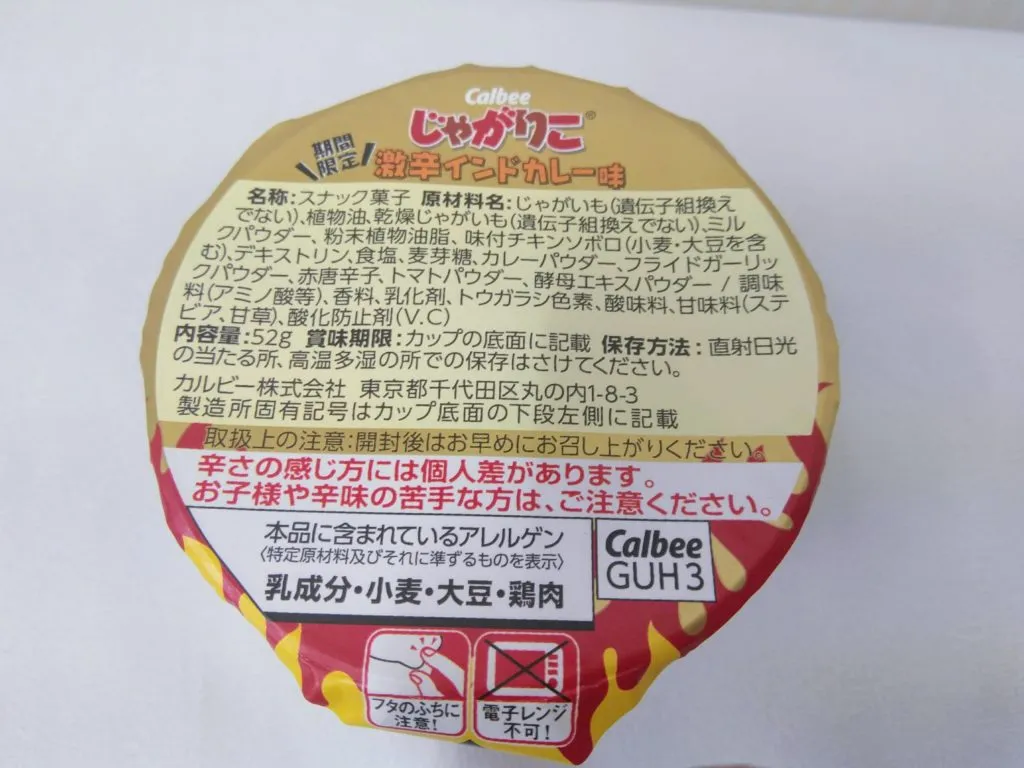 Calbee
じゃがりこ®
期間
限定
激辛インドカレー味
名称:スナック菓子 原材料名:じゃがいも(遺伝子組換え
でない)、植物油、乾燥じゃがいも(遺伝子組換えでない)、ミル
クパウダー、粉末植物油脂、味付チキンソボロ(小麦・大豆を含
む)、デキストリン、食塩、麦芽糖、カレーパウダー、フライドガーリッ
クパウダー、赤唐辛子、トマトパウダー、酵母エキスパウダー / 調味
料(アミノ酸等)、香料、乳化剤、トウガラシ色素、酸味料、甘味料(ステ
ビア、甘草)、酸化防止剤(V.C)
内容量:52g 賞味期限:カップの底面に記載 保存方法:直射日光
の当たる所、高温多湿の所での保存はさけてください。
カルビー株式会社 東京都千代田区丸の内1-8-3
製造所固有記号はカップ底面の下段左側に記載
取扱上の注意:開封後はお早めにお召し上がりください。
辛さの感じ方には個人差があります。
お子様や辛味の苦手な方は、ご注意ください。
本品に含まれているアレルゲン
〈特定原材料及びそれに準ずるものを表示〉
乳成分・小麦・大豆・鶏肉
Calbee
GUH3
フタのふちに
注意!
電子レンジ
不可!